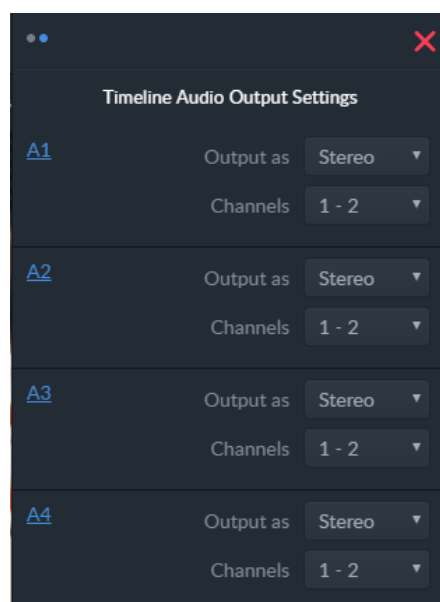 Timeline Audio Output Settings
A1 Output as Stereo
Channels 1 - 2
A2 Output as Stereo
Channels 1 - 2
A3 Output as Stereo
Channels 1 - 2
A4 Output as Stereo
Channels 1 - 2